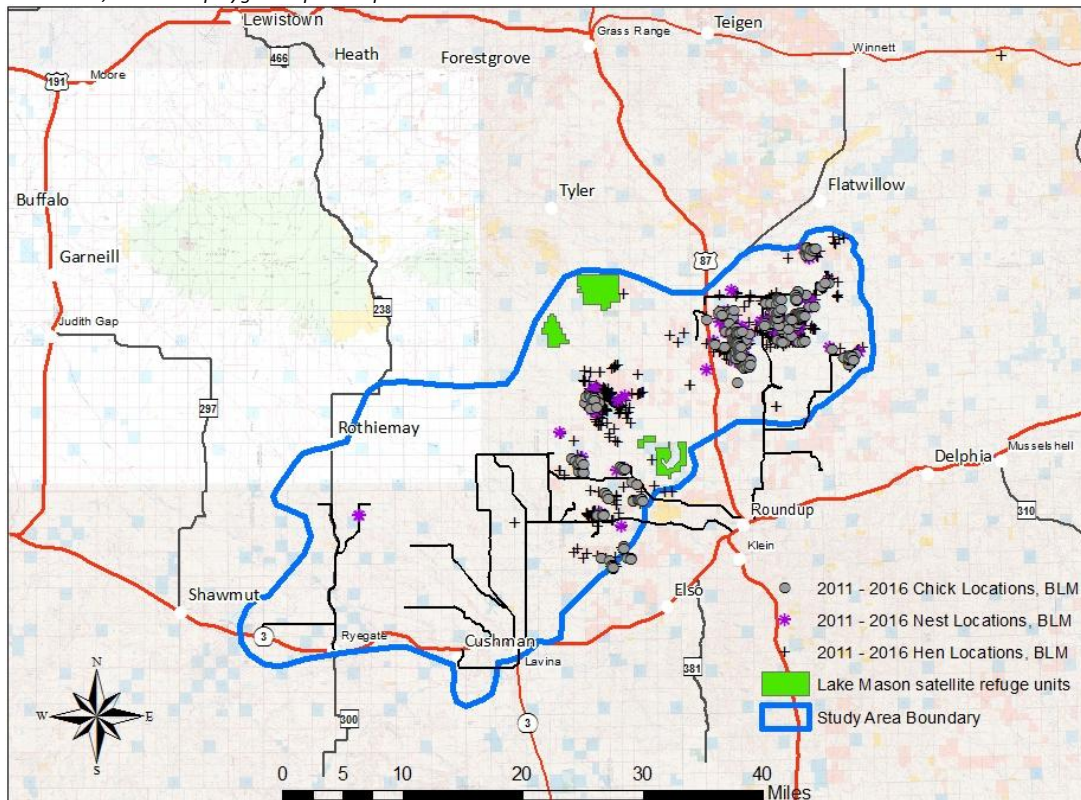 Lewistown
Teigen
Grass Range
466
Heath
Forestgrove
Winnett
191
Moore
Tyler
Flatwillow
Buffalo
87
Garneill
238
Judith Gap
297
Rothiemay
Musselshell
Delphia
Roundup
310
Klein
Shawmut
Elso
3
Ryegate
Cushman
Lavina
381
300
3
2011 - 2016 Chick Locations, BLM
2011 - 2016 Nest Locations, BLM
2011 - 2016 Hen Locations, BLM
Lake Mason satellite refuge units
Study Area Boundary
N
W E
S
0 5 10 20 30 40
Miles